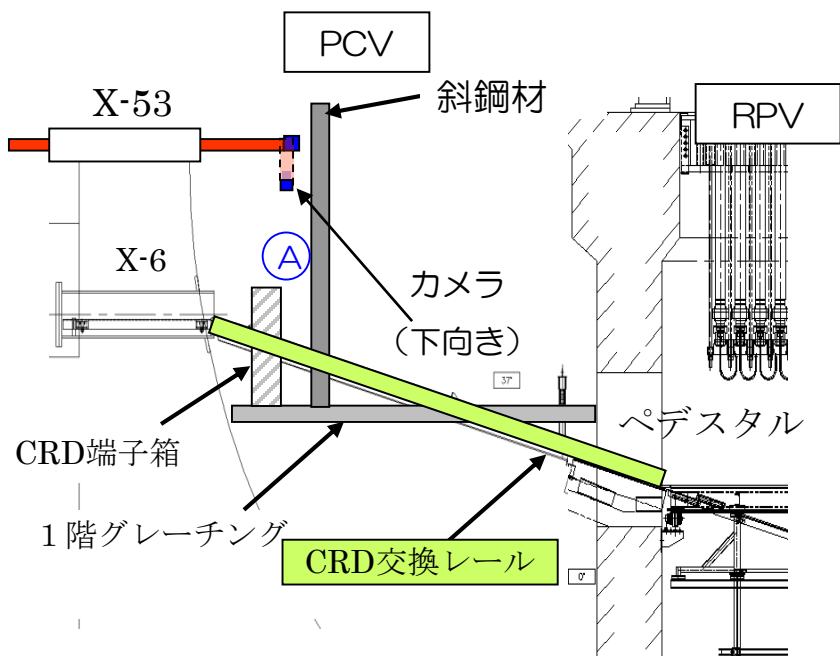 PCV
X-53
斜鋼材
RPV
A
X-6
カメラ
（下向き）
37°
ペデスタル
CRD端子箱
１階グレーチング
CRD交換レール
0°